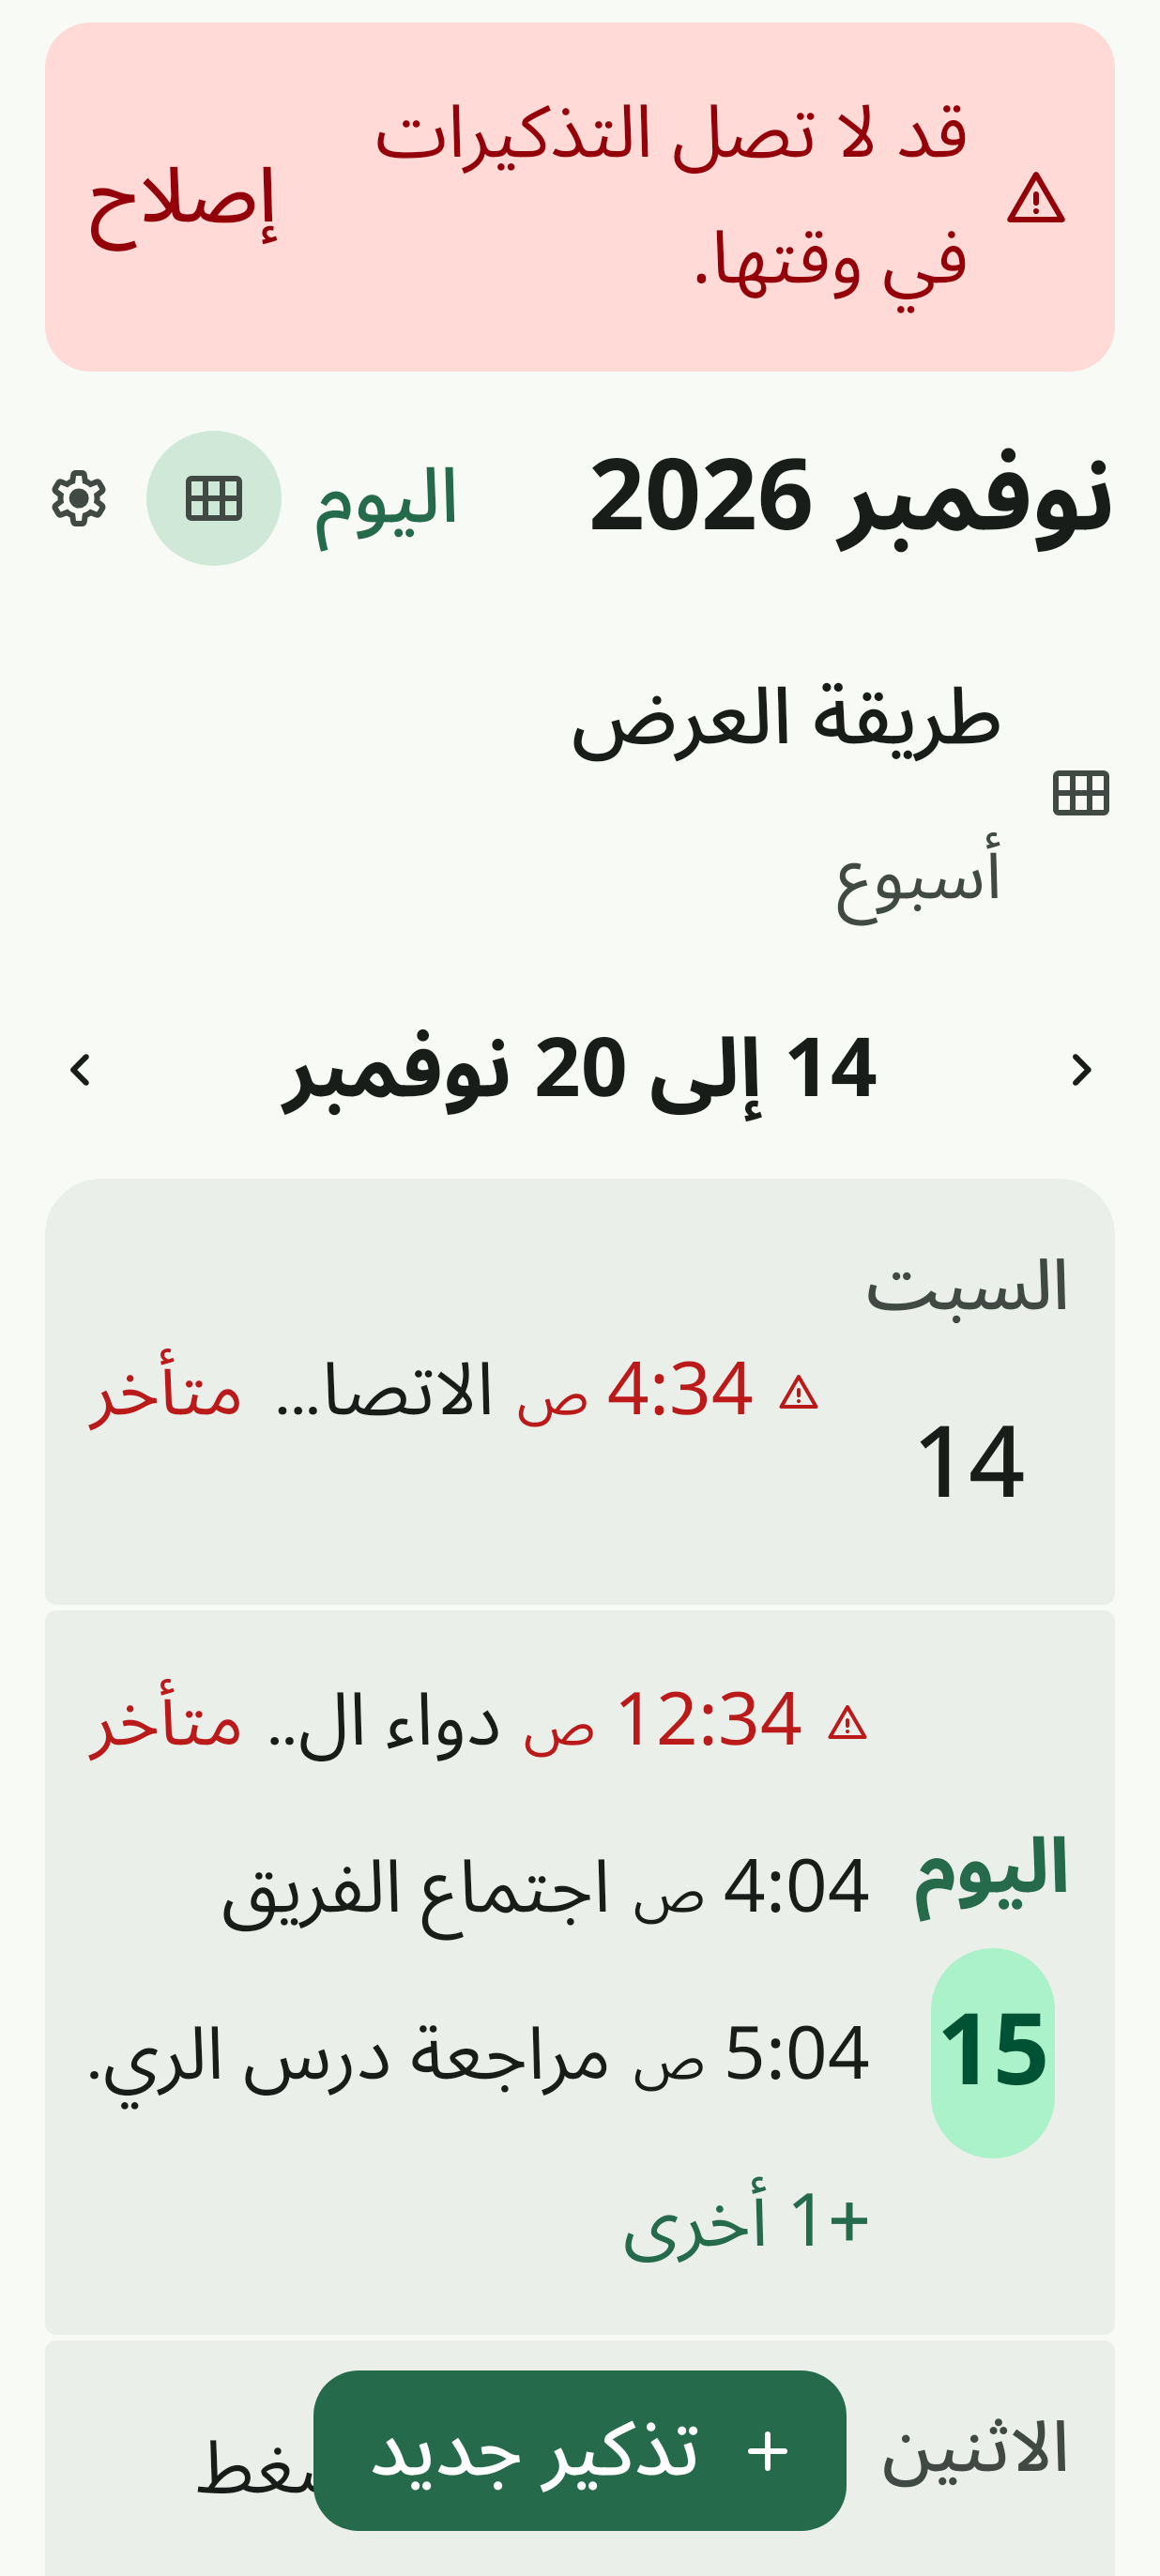 قد لا تصل التذكيرات
في وقتها.
إصلاح
نوفمبر 2026
اليوم
طريقة العرض
أسبوع
14 إلى 20 نوفمبر
السبت
14
4:34 ص الاتصا... متأخر
12:34 ص دواء ال.. متأخر
اليوم
15
4:04 ص اجتماع الفريق
5:04 ص مراجعة درس الري.
+1 أخرى
الاثنين
تذكير جديد